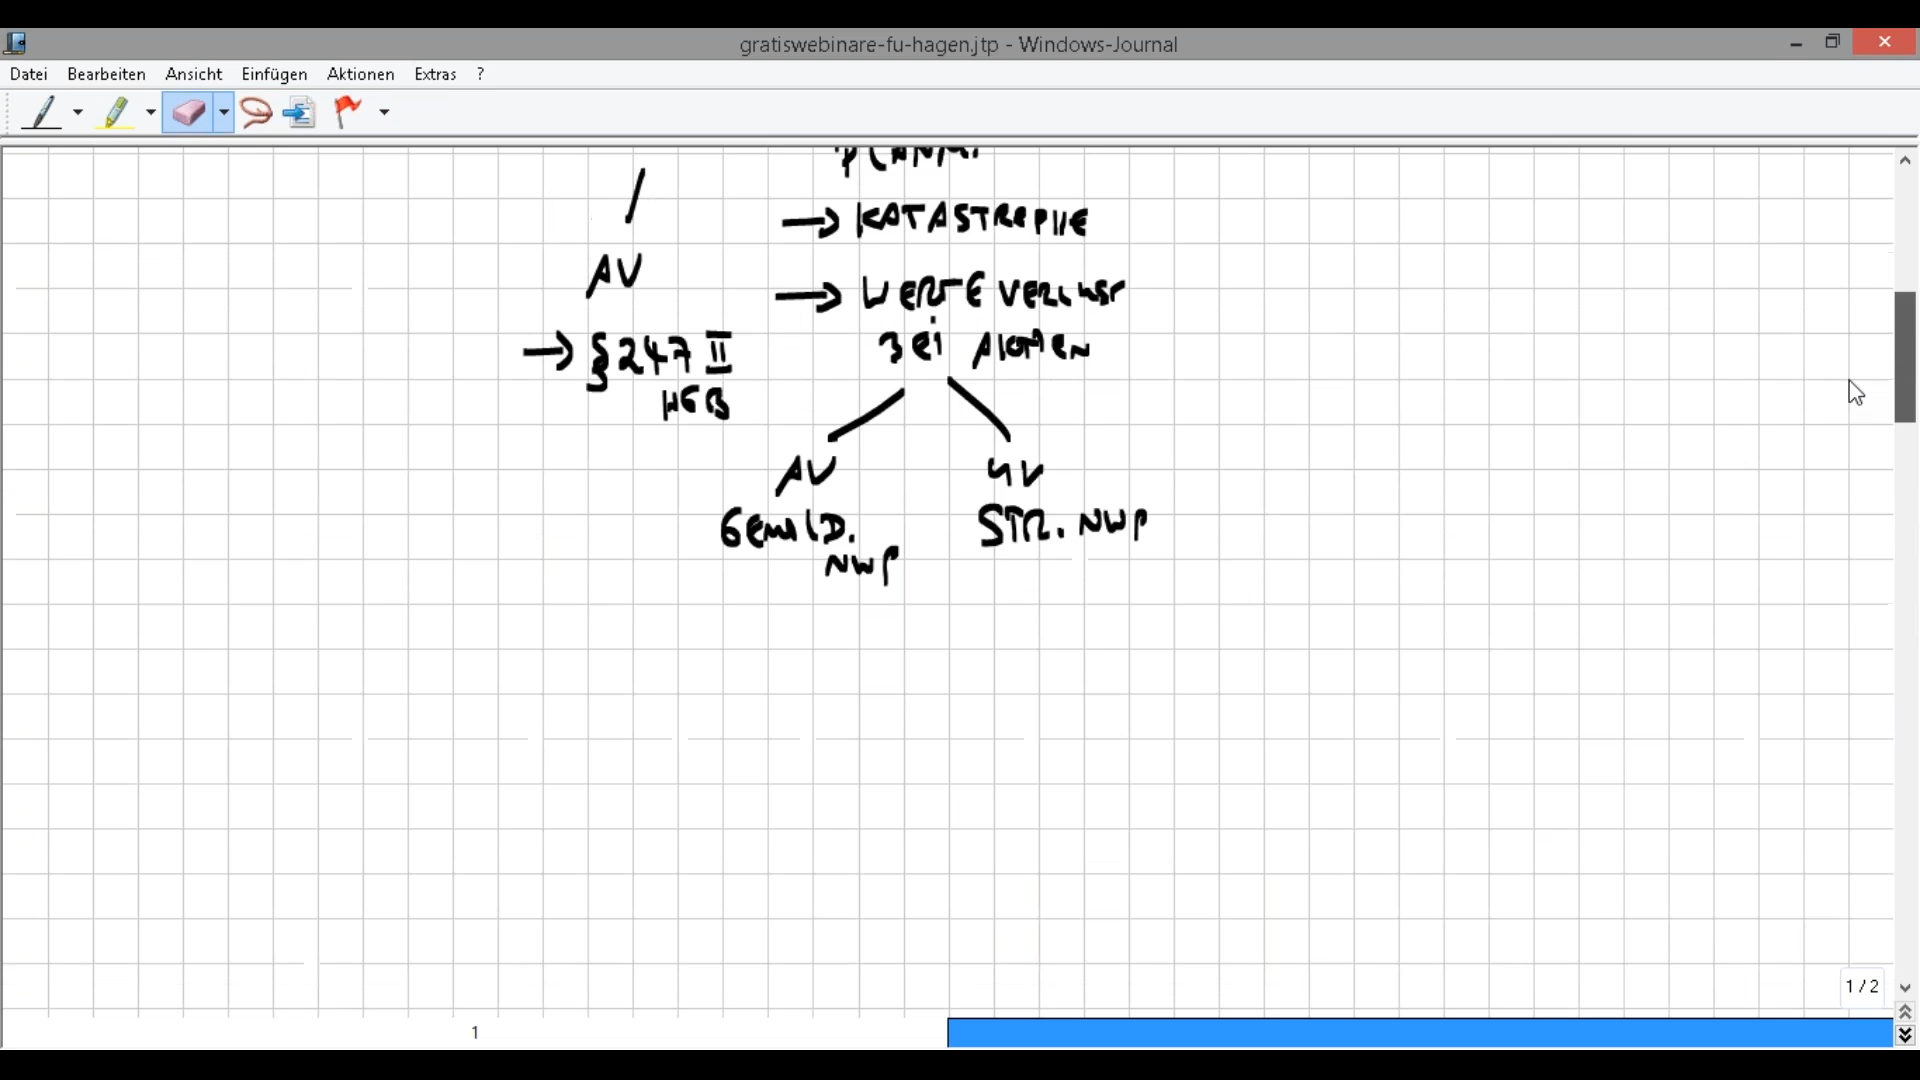 gratiswebinare-fu-hagen.jtp - Windows-Journal
Datei Bearbeiten Ansicht Einfügen Aktionen Extras ?
→ KATASTROPHE
AV
→ WERTEVERLUST
→ § 247 II
BEI AKTIEN
HGB
AV UV
GEMILD. STR. NWP
NWP
1 / 2
1